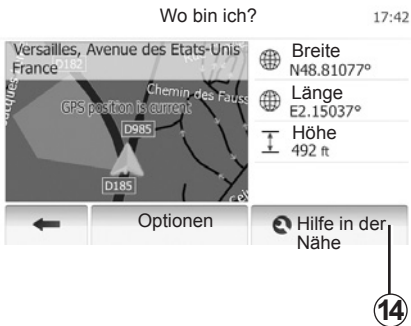 Wo bin ich?
17:42
Versailles, Avenue des Etats-Unis
France
D182
Chemin des Fauss
GPS position is current
D985
D185
Breite
N48.81077°
Länge
E2.15037°
Höhe
492 ft
Optionen
Hilfe in der
Nähe
14